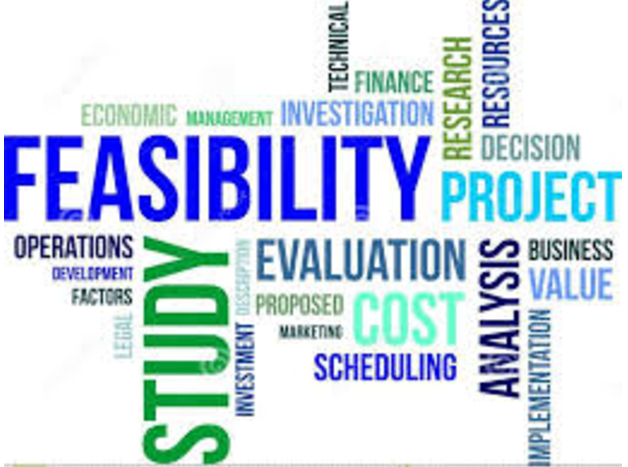 TECHNICAL
FINANCE
RESEARCH
RESOURCES
ECONOMIC
MANAGEMENT
INVESTIGATION
DECISION
FEASIBILITY
PROJECT
OPERATIONS
DEVELOPMENT
FACTORS
LEGAL
STUDY
DESCRIPTION
INVESTMENT
EVALUATION
PROPOSED
MARKETING
COST
SCHEDULING
ANALYSIS
BUSINESS
VALUE
IMPLEMENTATION